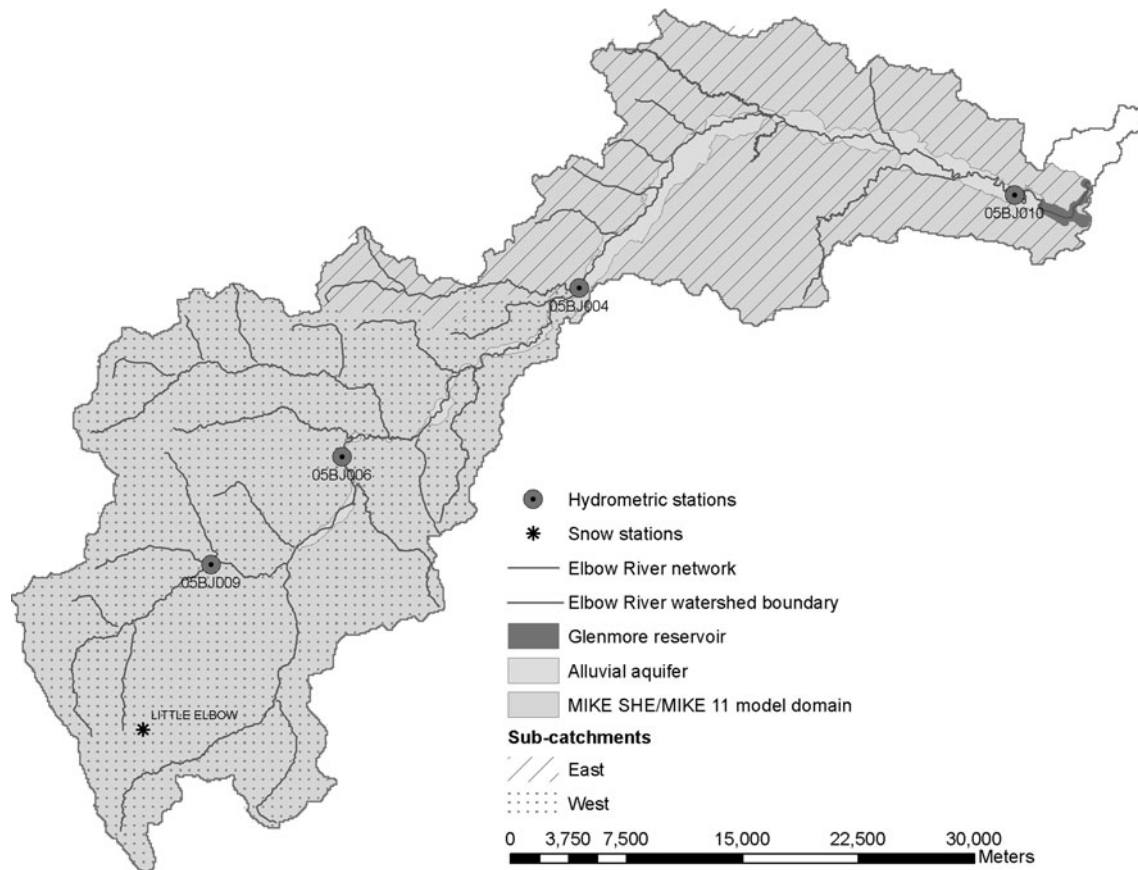 05BJ010
05BJ004
05BJ006
05BJ009
LITTLE ELBOW
Hydrometric stations
Snow stations
Elbow River network
Elbow River watershed boundary
Glenmore reservoir
Alluvial aquifer
MIKE SHE/MIKE 11 model domain
Sub-catchments
East
West
0 3,750 7,500 15,000 22,500 30,000
Meters